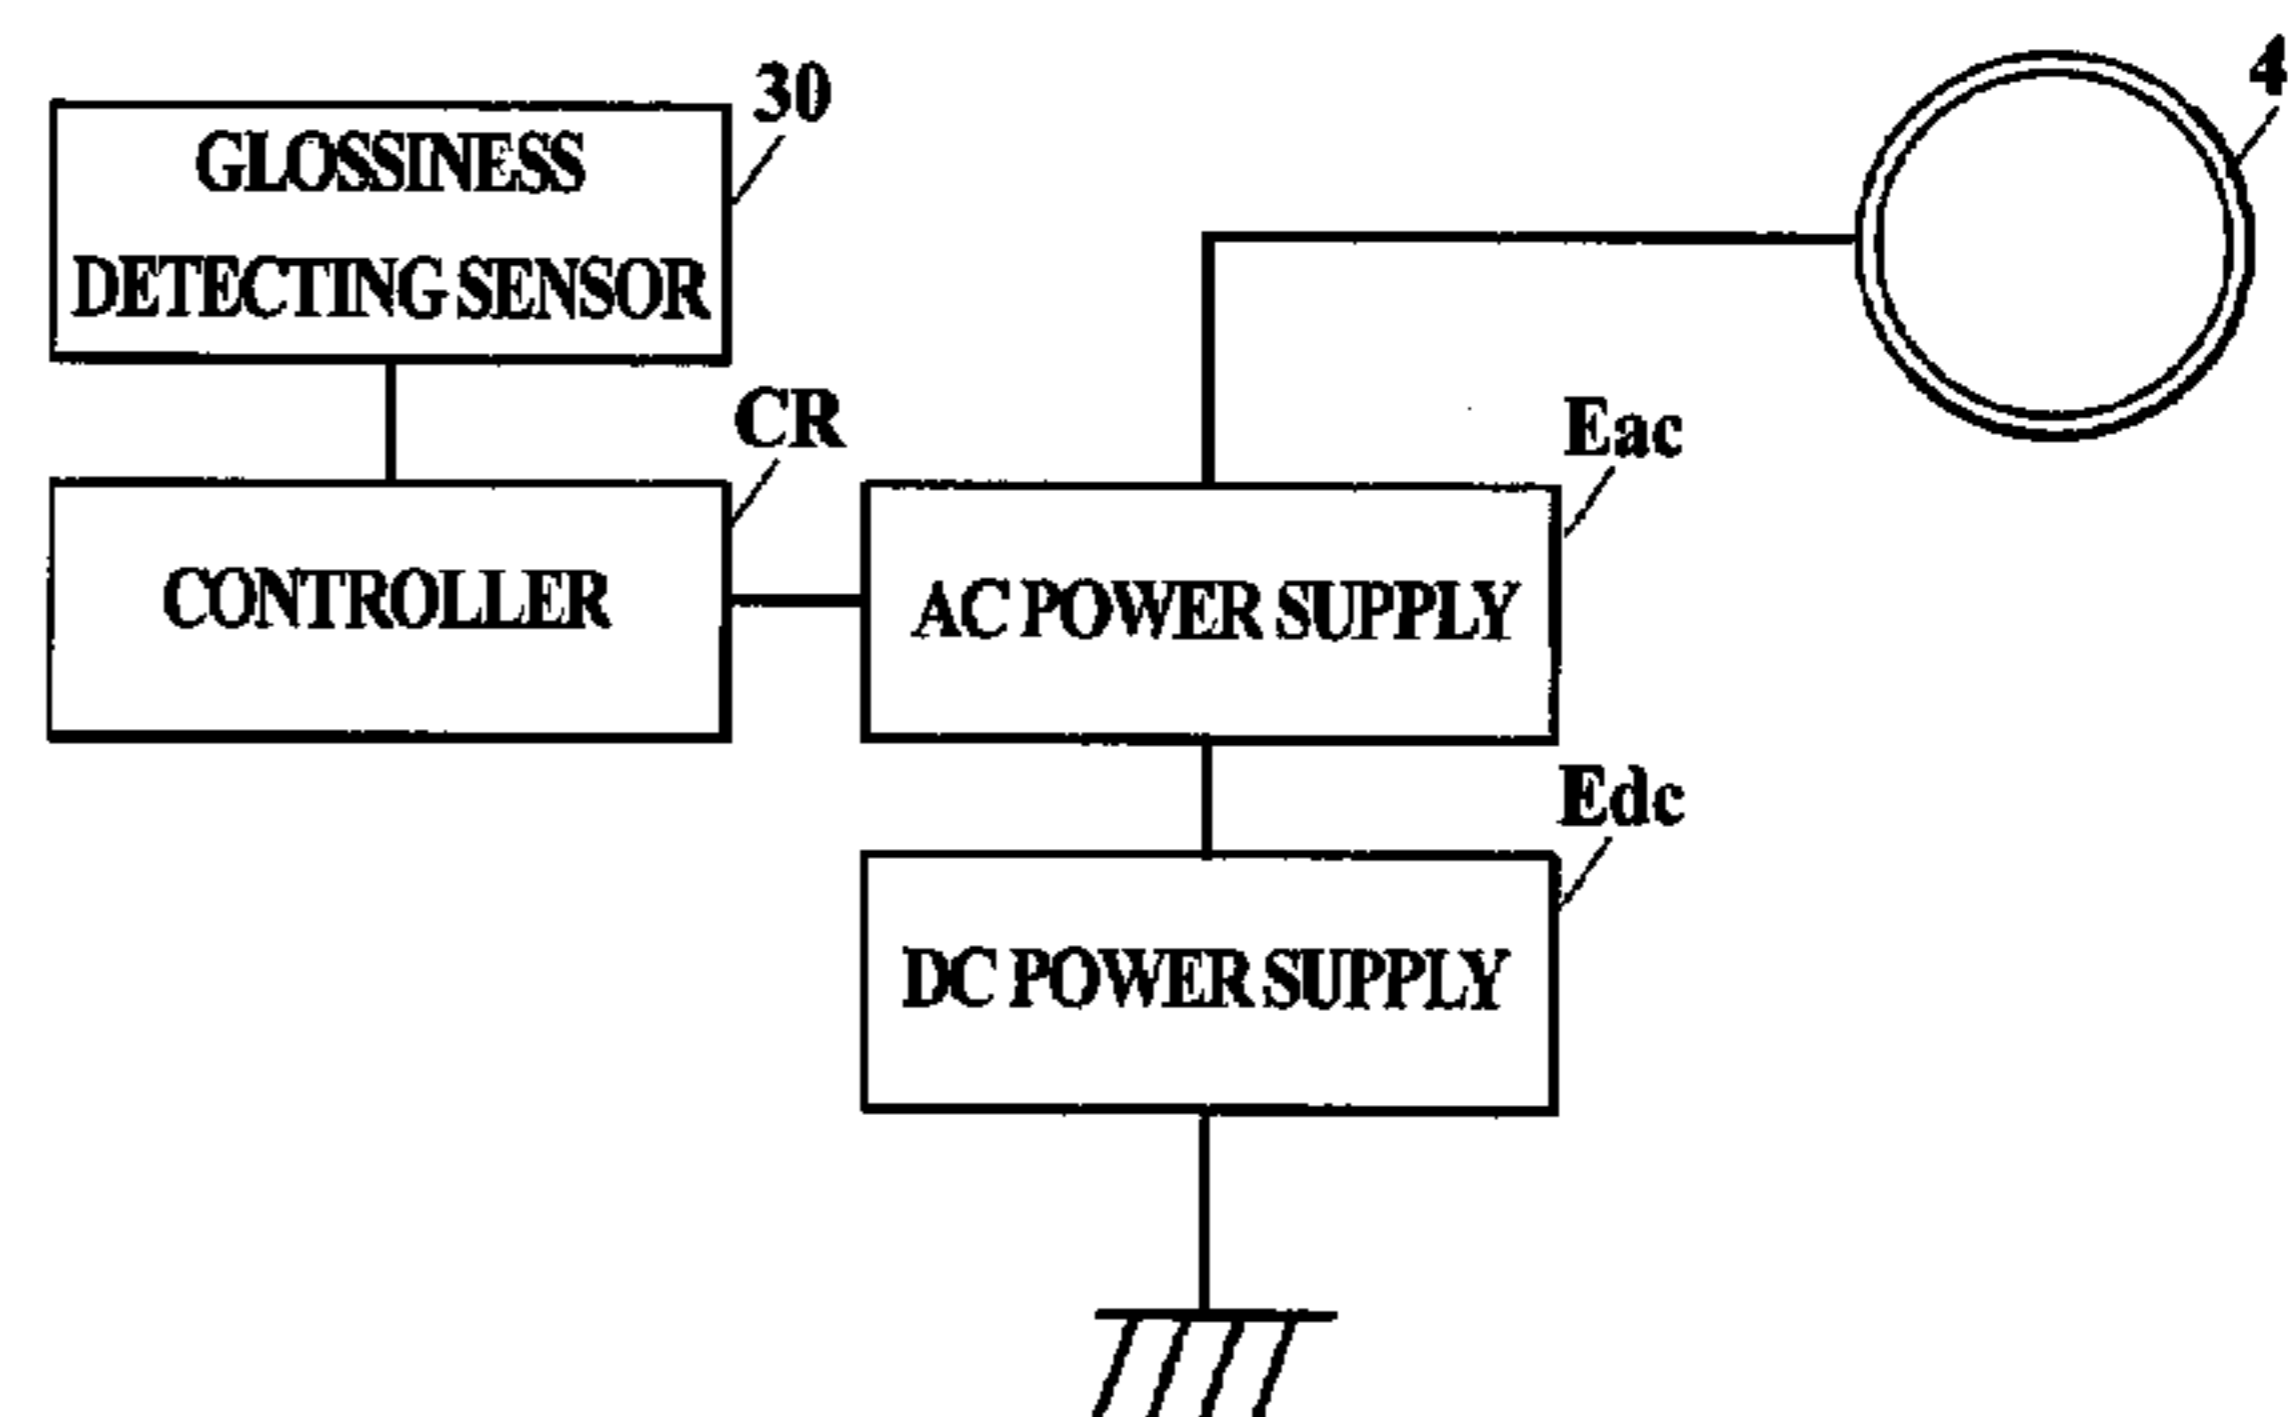 30
4
GLOSSINESS
DETECTING SENSOR
CR
Eac
CONTROLLER
AC POWER SUPPLY
Edc
DC POWER SUPPLY